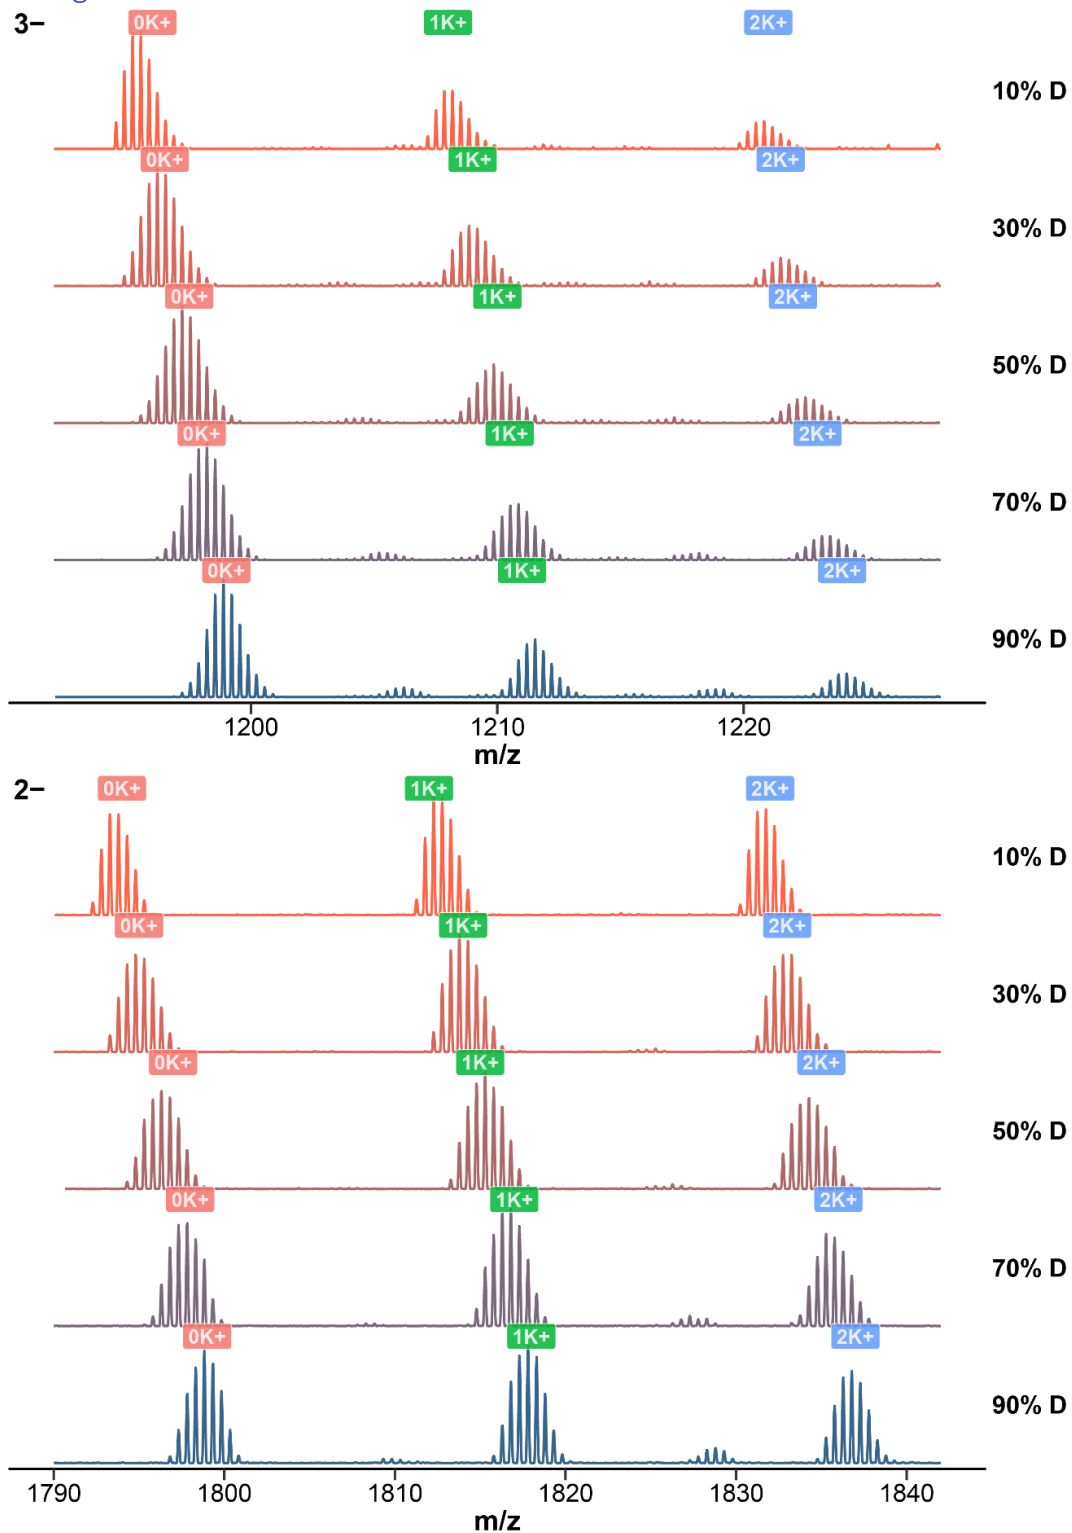 3–
0K+ 1K+ 2K+
10% D
0K+ 1K+ 2K+
30% D
0K+ 1K+ 2K+
50% D
0K+ 1K+ 2K+
70% D
0K+ 1K+ 2K+
90% D
1200 1210 1220
m/z
2–
0K+ 1K+ 2K+
10% D
0K+ 1K+ 2K+
30% D
0K+ 1K+ 2K+
50% D
0K+ 1K+ 2K+
70% D
0K+ 1K+ 2K+
90% D
1790 1800 1810 1820 1830 1840
m/z